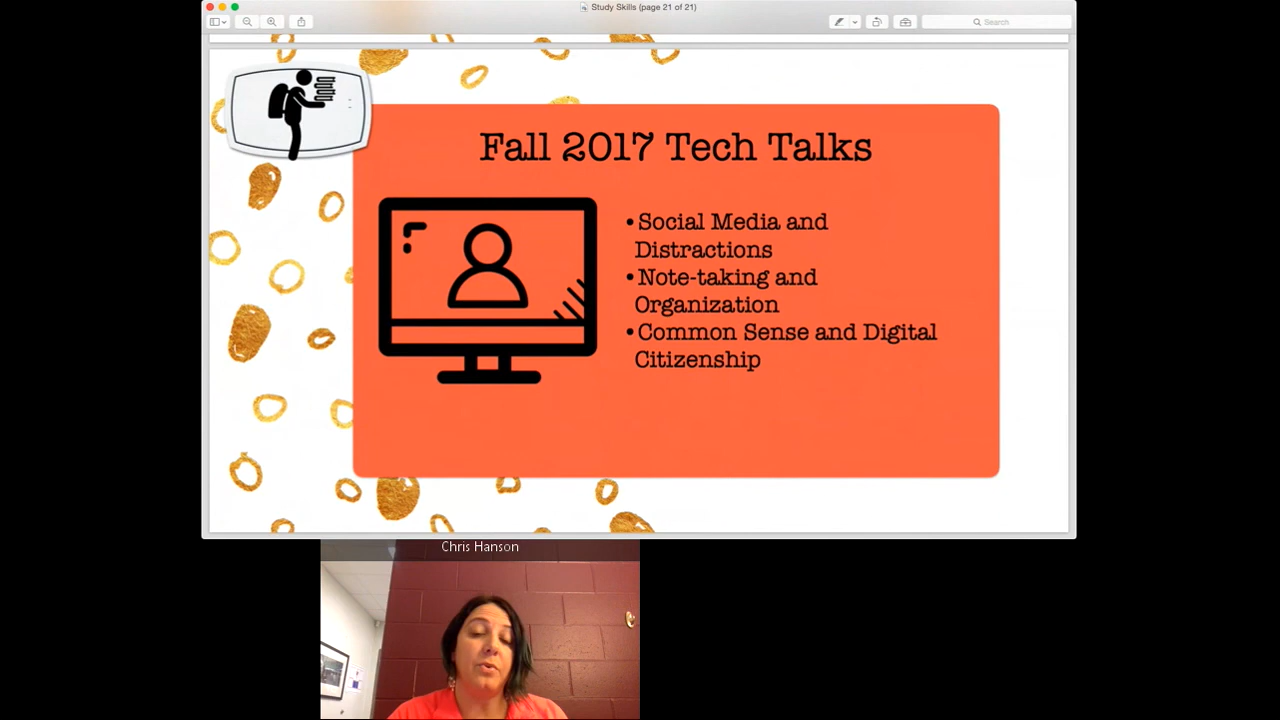 Study Skills (page 21 of 21)
Search
Fall 2017 Tech Talks
•Social Media and
Distractions
•Note-taking and
Organization
•Common Sense and Digital
Citizenship
Chris Hanson